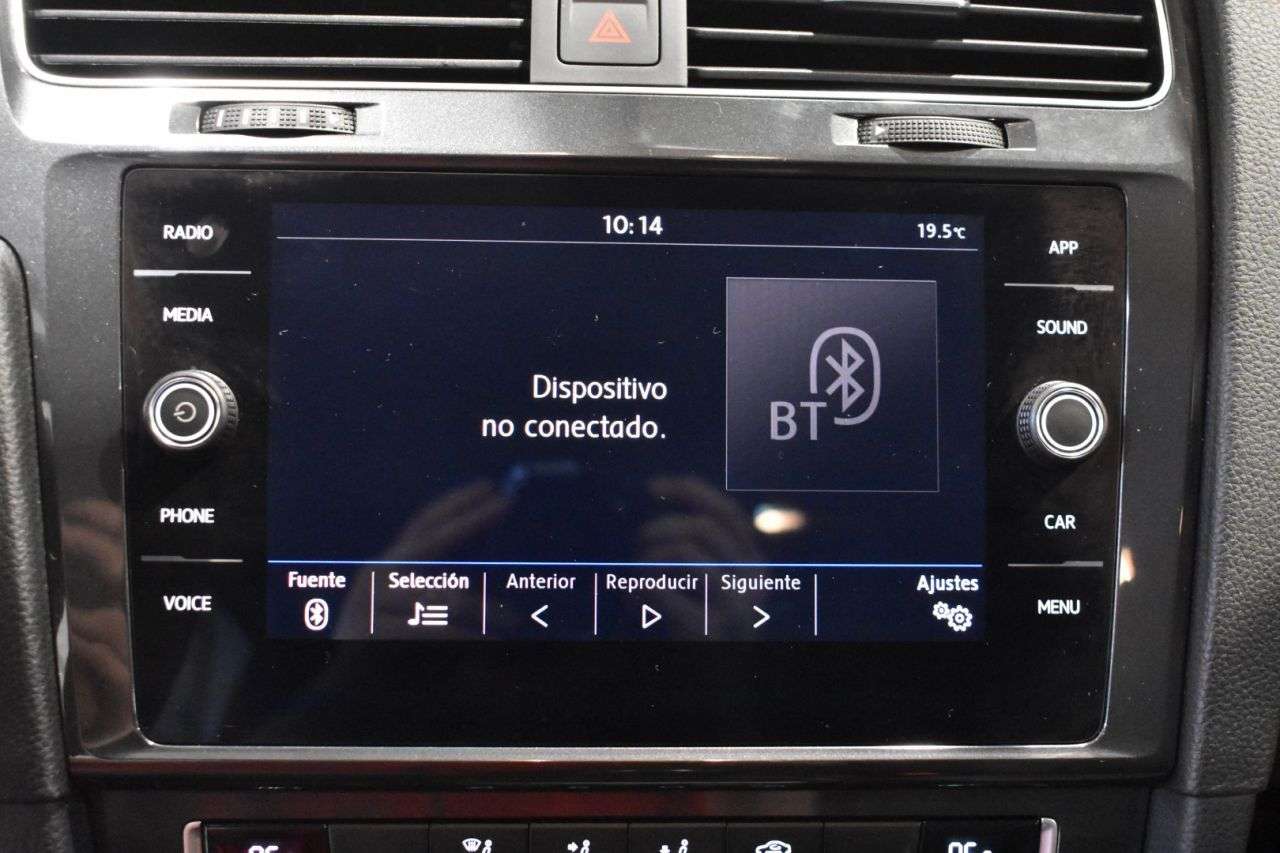 RADIO
MEDIA
PHONE
VOICE
10:14
19.5°C
Dispositivo
no conectado.
BT
Fuente
Selección
Anterior
Reproducir
Siguiente
Ajustes
APP
SOUND
CAR
MENU